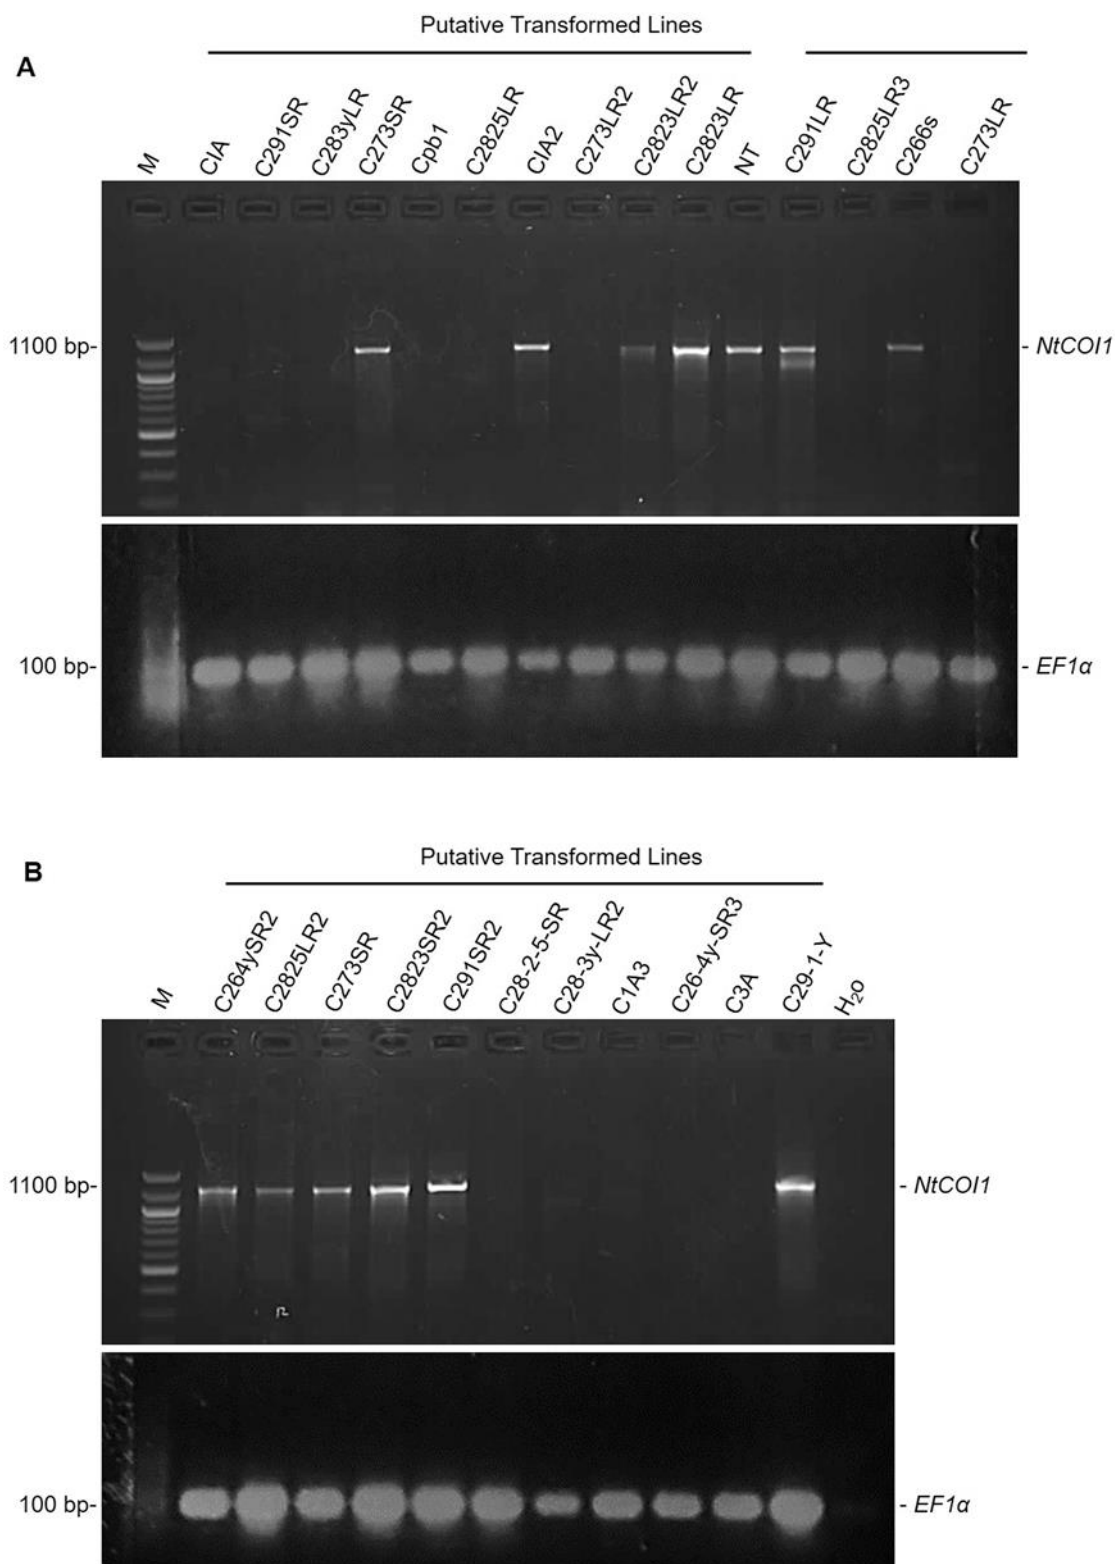 Putative Transformed Lines
A
M CIA C291SR C283yLR C273SR Cpb1 C2825LR CIA2 C273LR2 C2823LR2 C2823LR NT C291LR C2825LR3 C266s C273LR
1100 bp- - NtCOI1
100 bp- - EF1α
Putative Transformed Lines
B
M C264ySR2 C2825LR2 C273SR C2823SR2 C291SR2 C28-2-5-SR C28-3y-LR2 C1A3 C26-4y-SR3 C3A C29-1-Y H₂o
1100 bp- - NtCOI1
100 bp- - EF1α